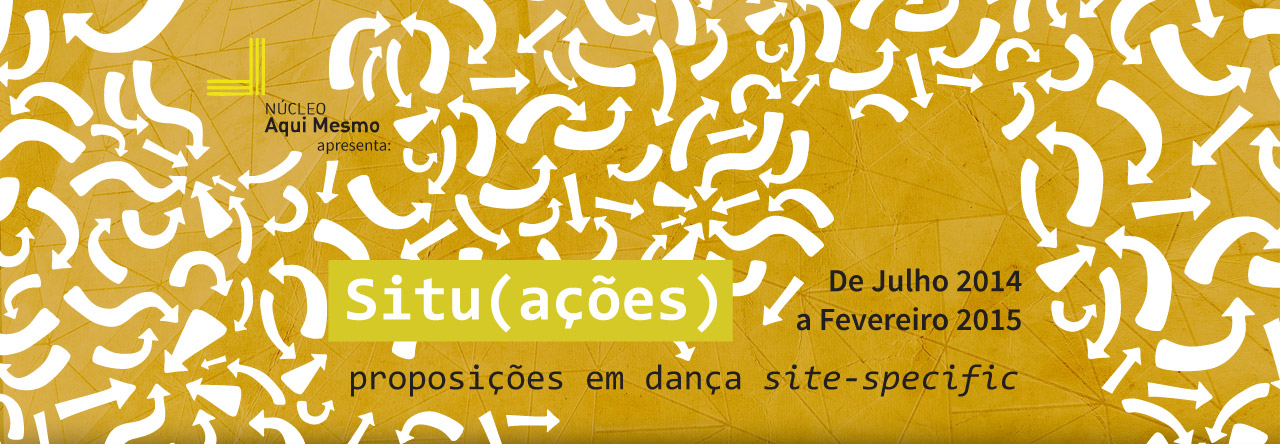 NÚCLEO
Aqui Mesmo
apresenta:
Situ(ações)
De Julho 2014
a Fevereiro 2015
proposições em dança site-specific